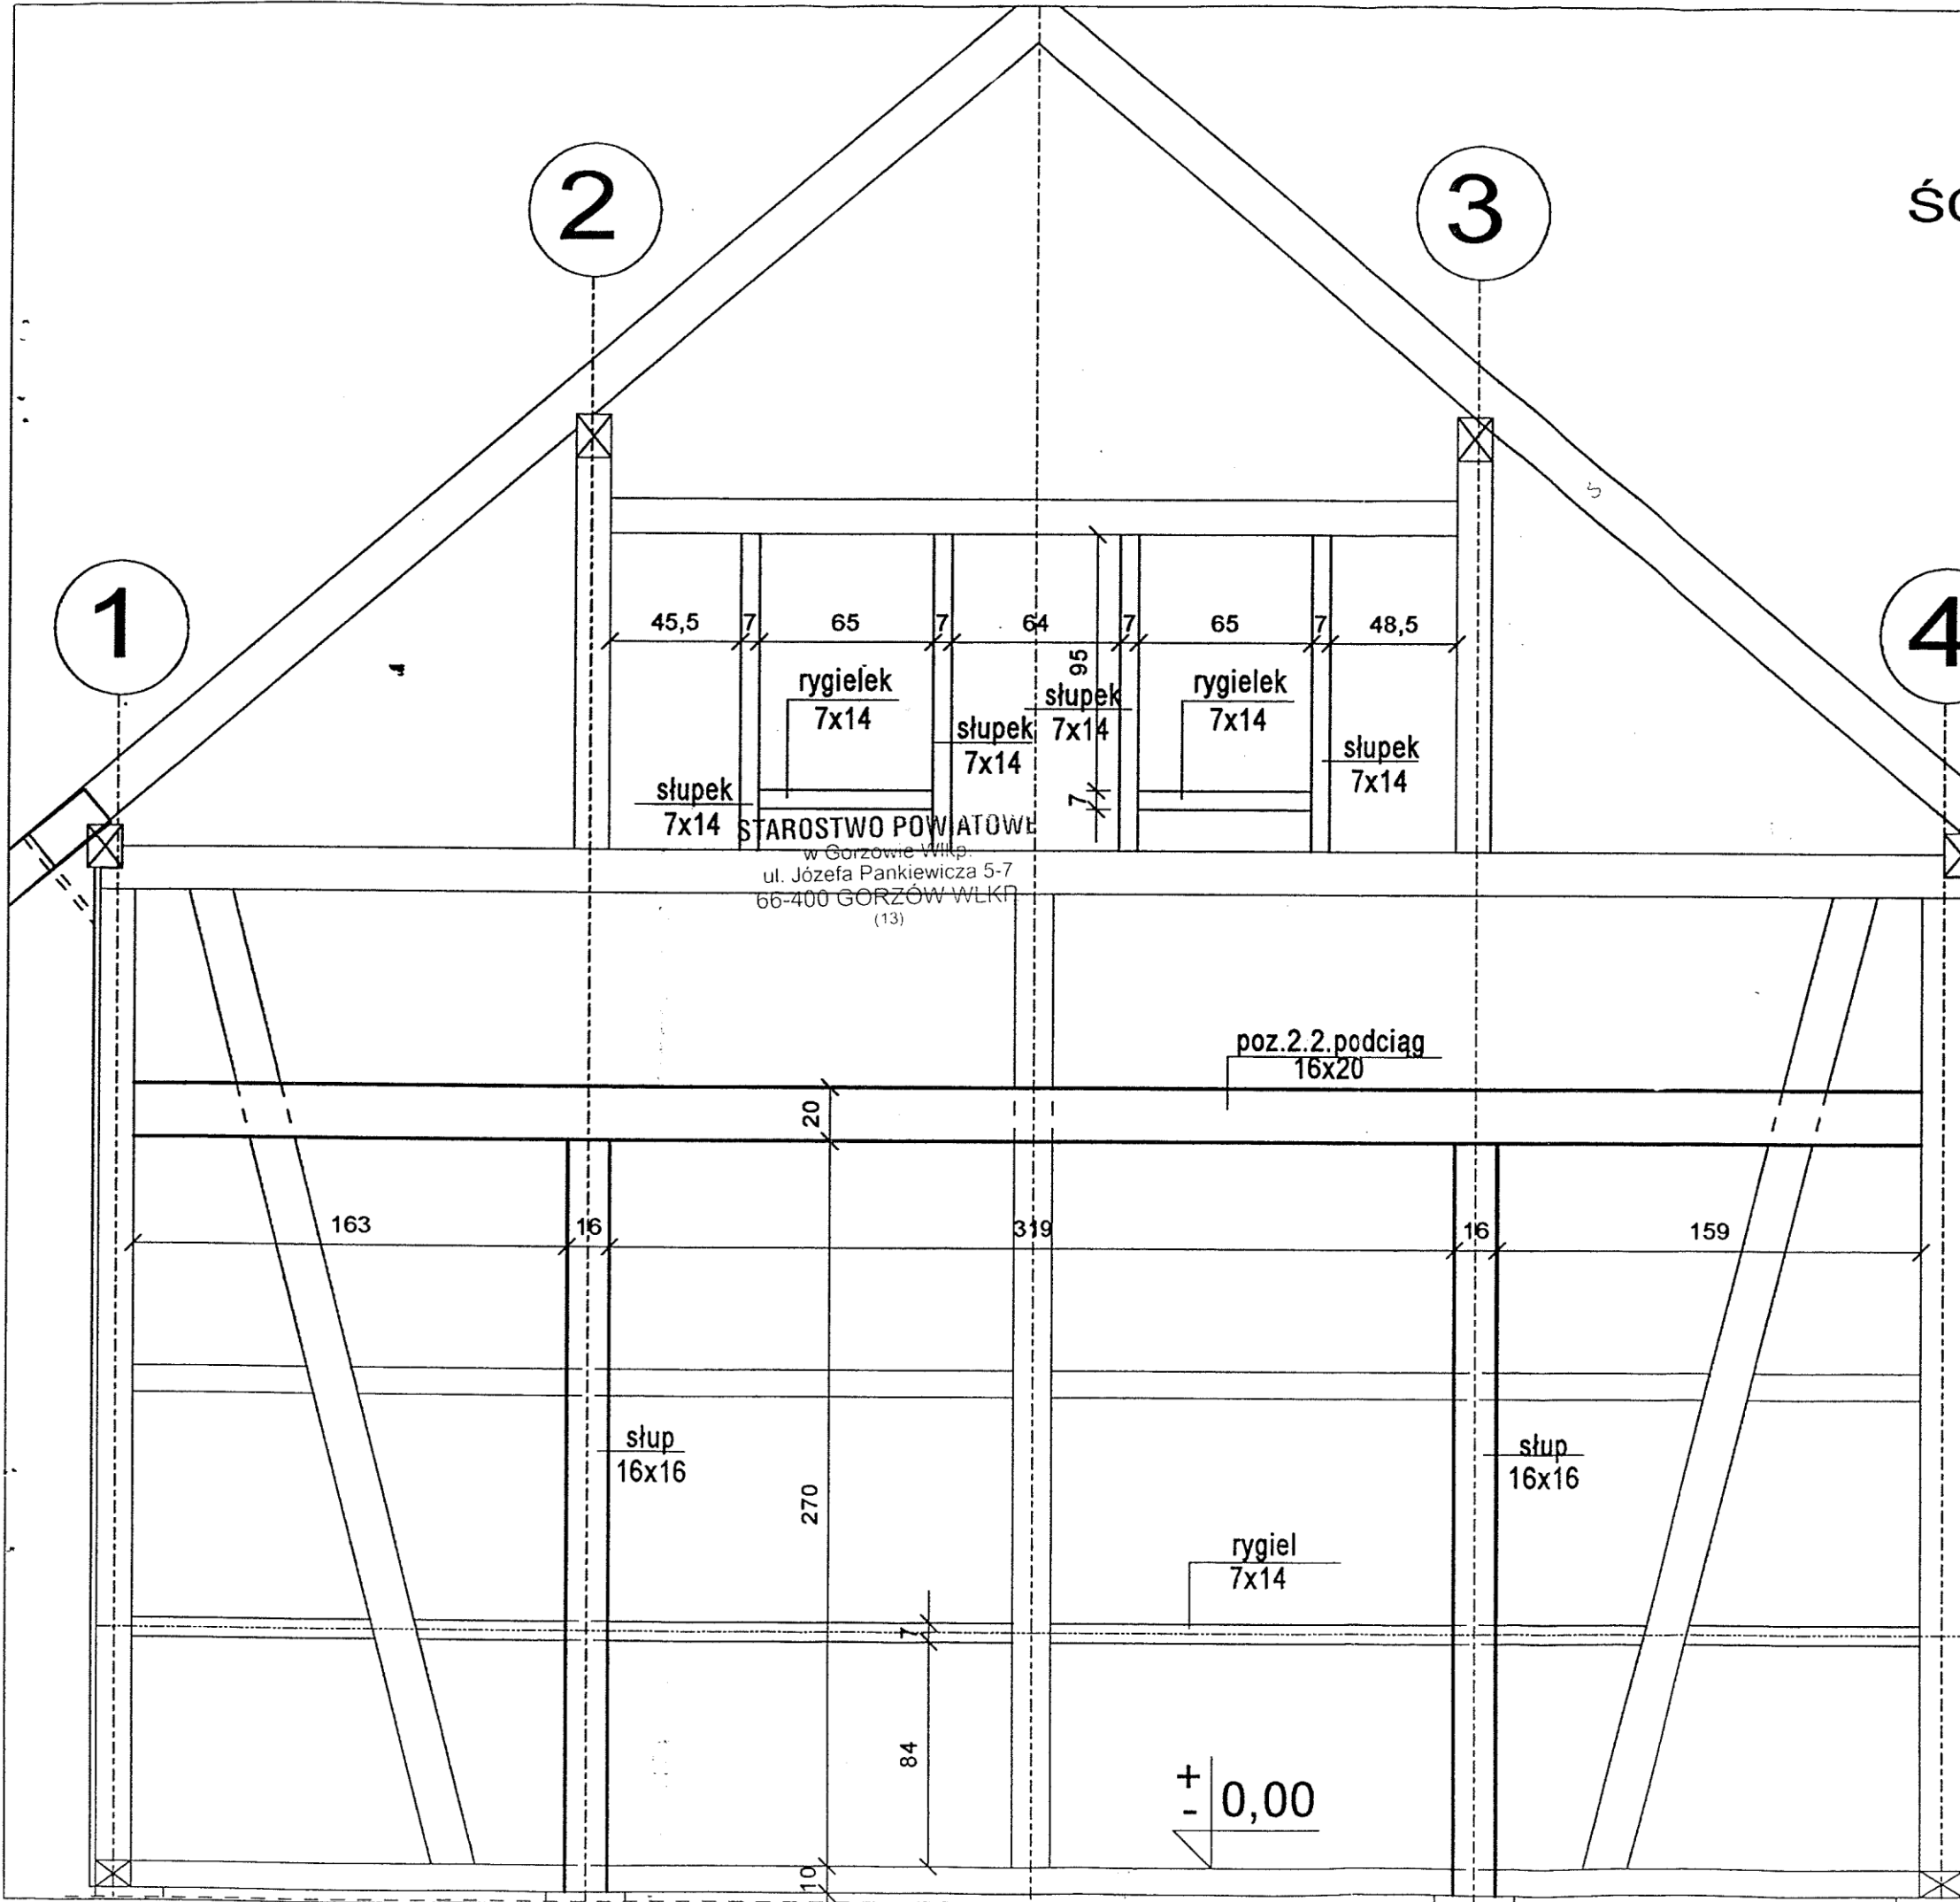 2
3
ŚC
1
4
45,5 7 65 7 64 7 65 7 48,5
95
7
rygielek
7x14
słupek
7x14
rygielek
7x14
słupek
7x14
słupek
7x14
słupek
7x14
STAROSTWO POWIATOWE
w Gorzowie Wlkp.
ul. Józefa Pankiewicza 5-7
66-400 GORZÓW WLKP
(13)
poz.2.2.podciąg
16x20
20
163 16 319 16 159
słup
16x16
słup
16x16
270
rygiel
7x14
7
84
+
- 0,00
10